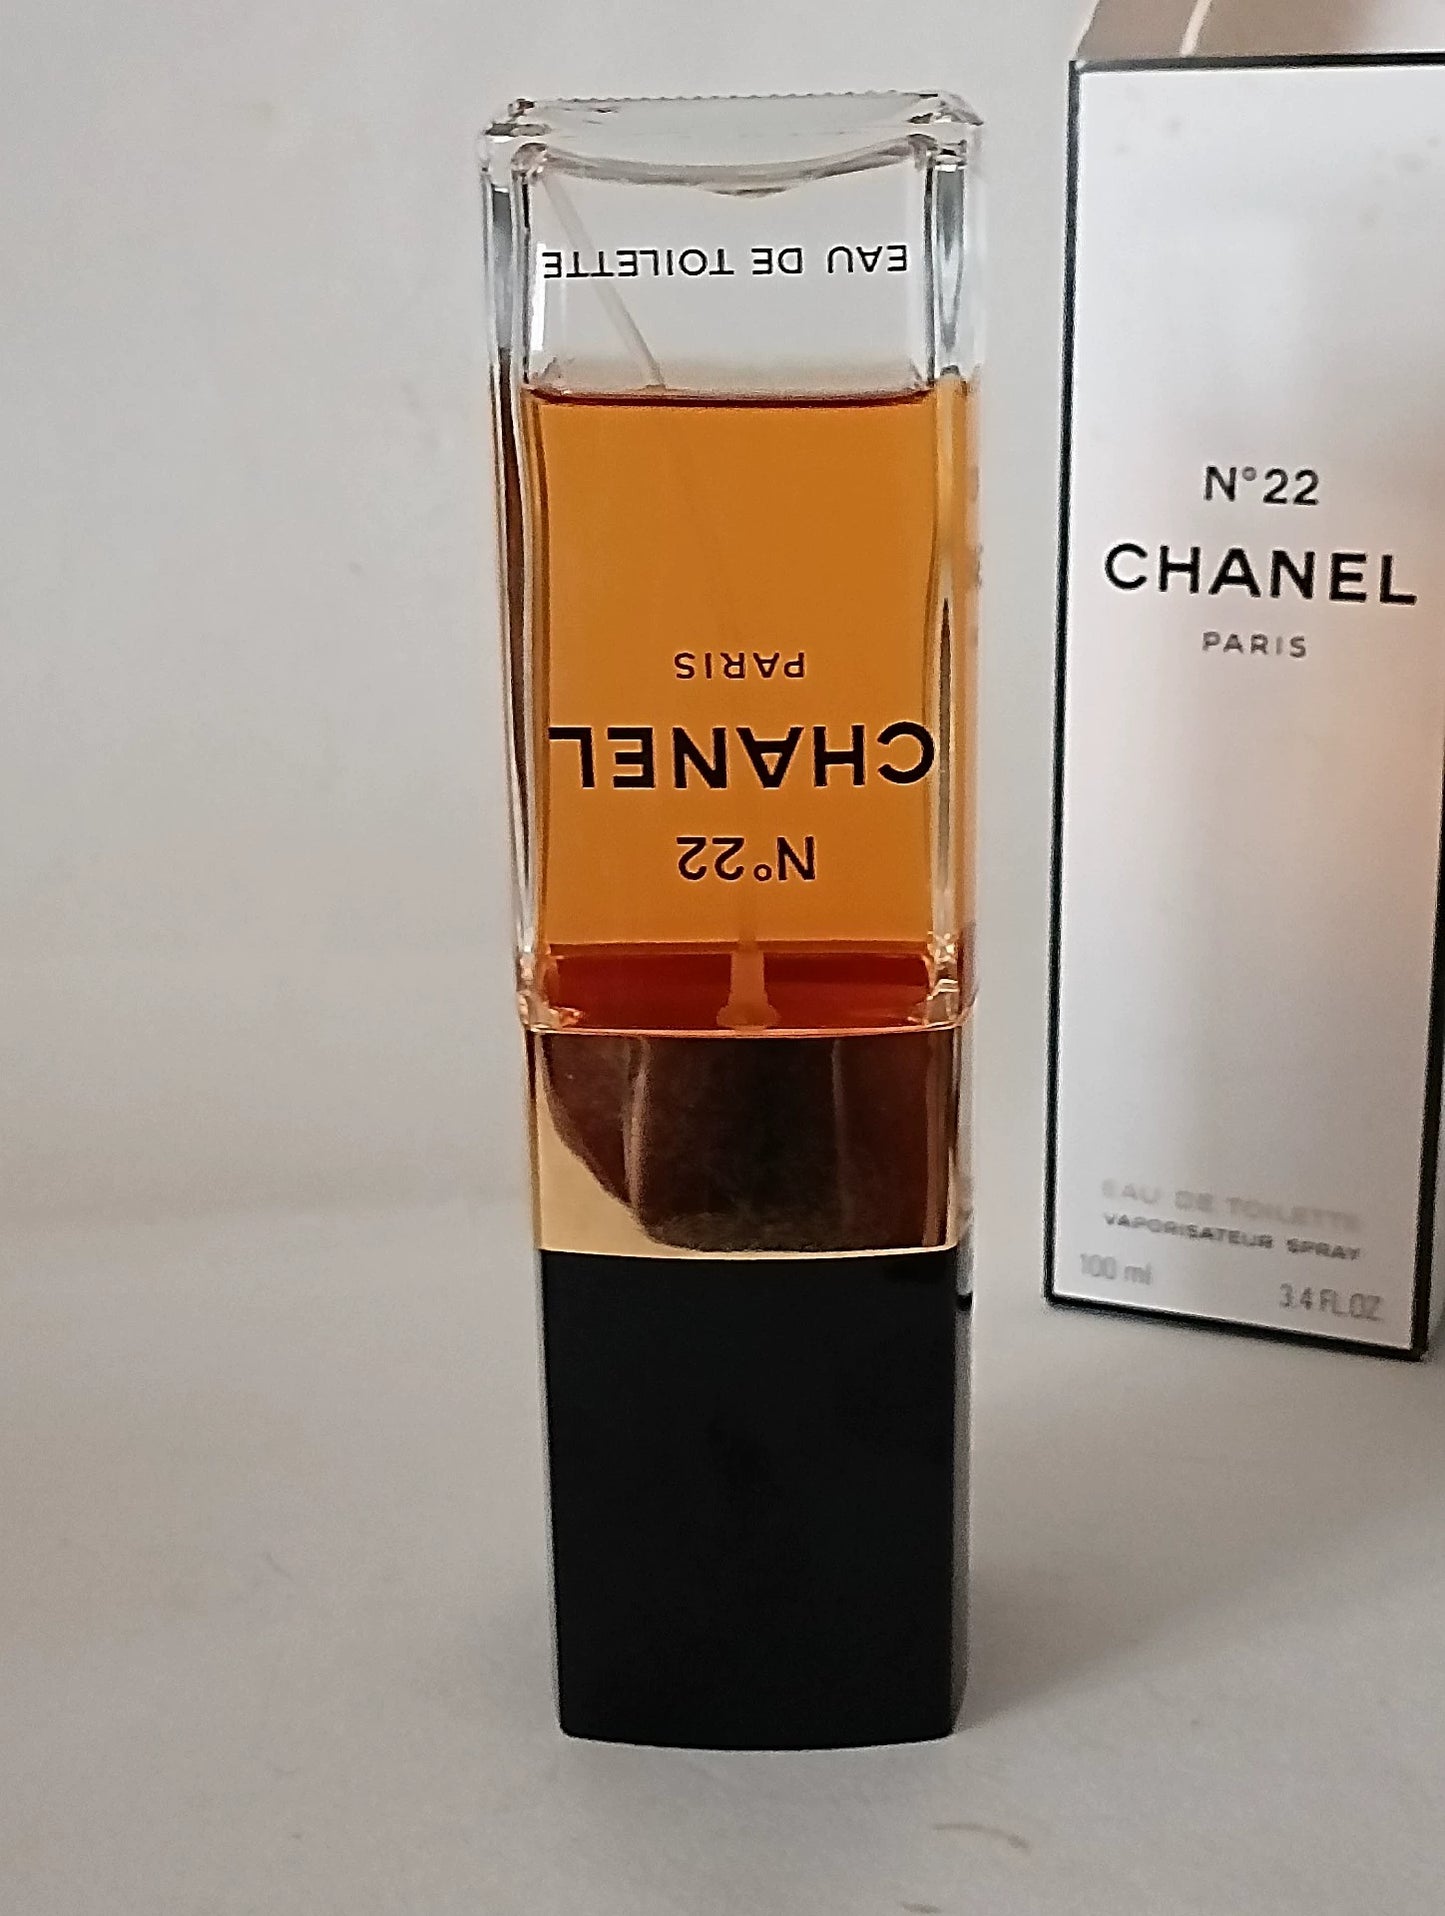 N°22
CHANEL
PARIS
EAU DE TOILETTE
N°22
CHANEL
PARIS
EAU DE TOILETTE
VAPORISATEUR SPRAY
100 ml
3.4 FL.OZ